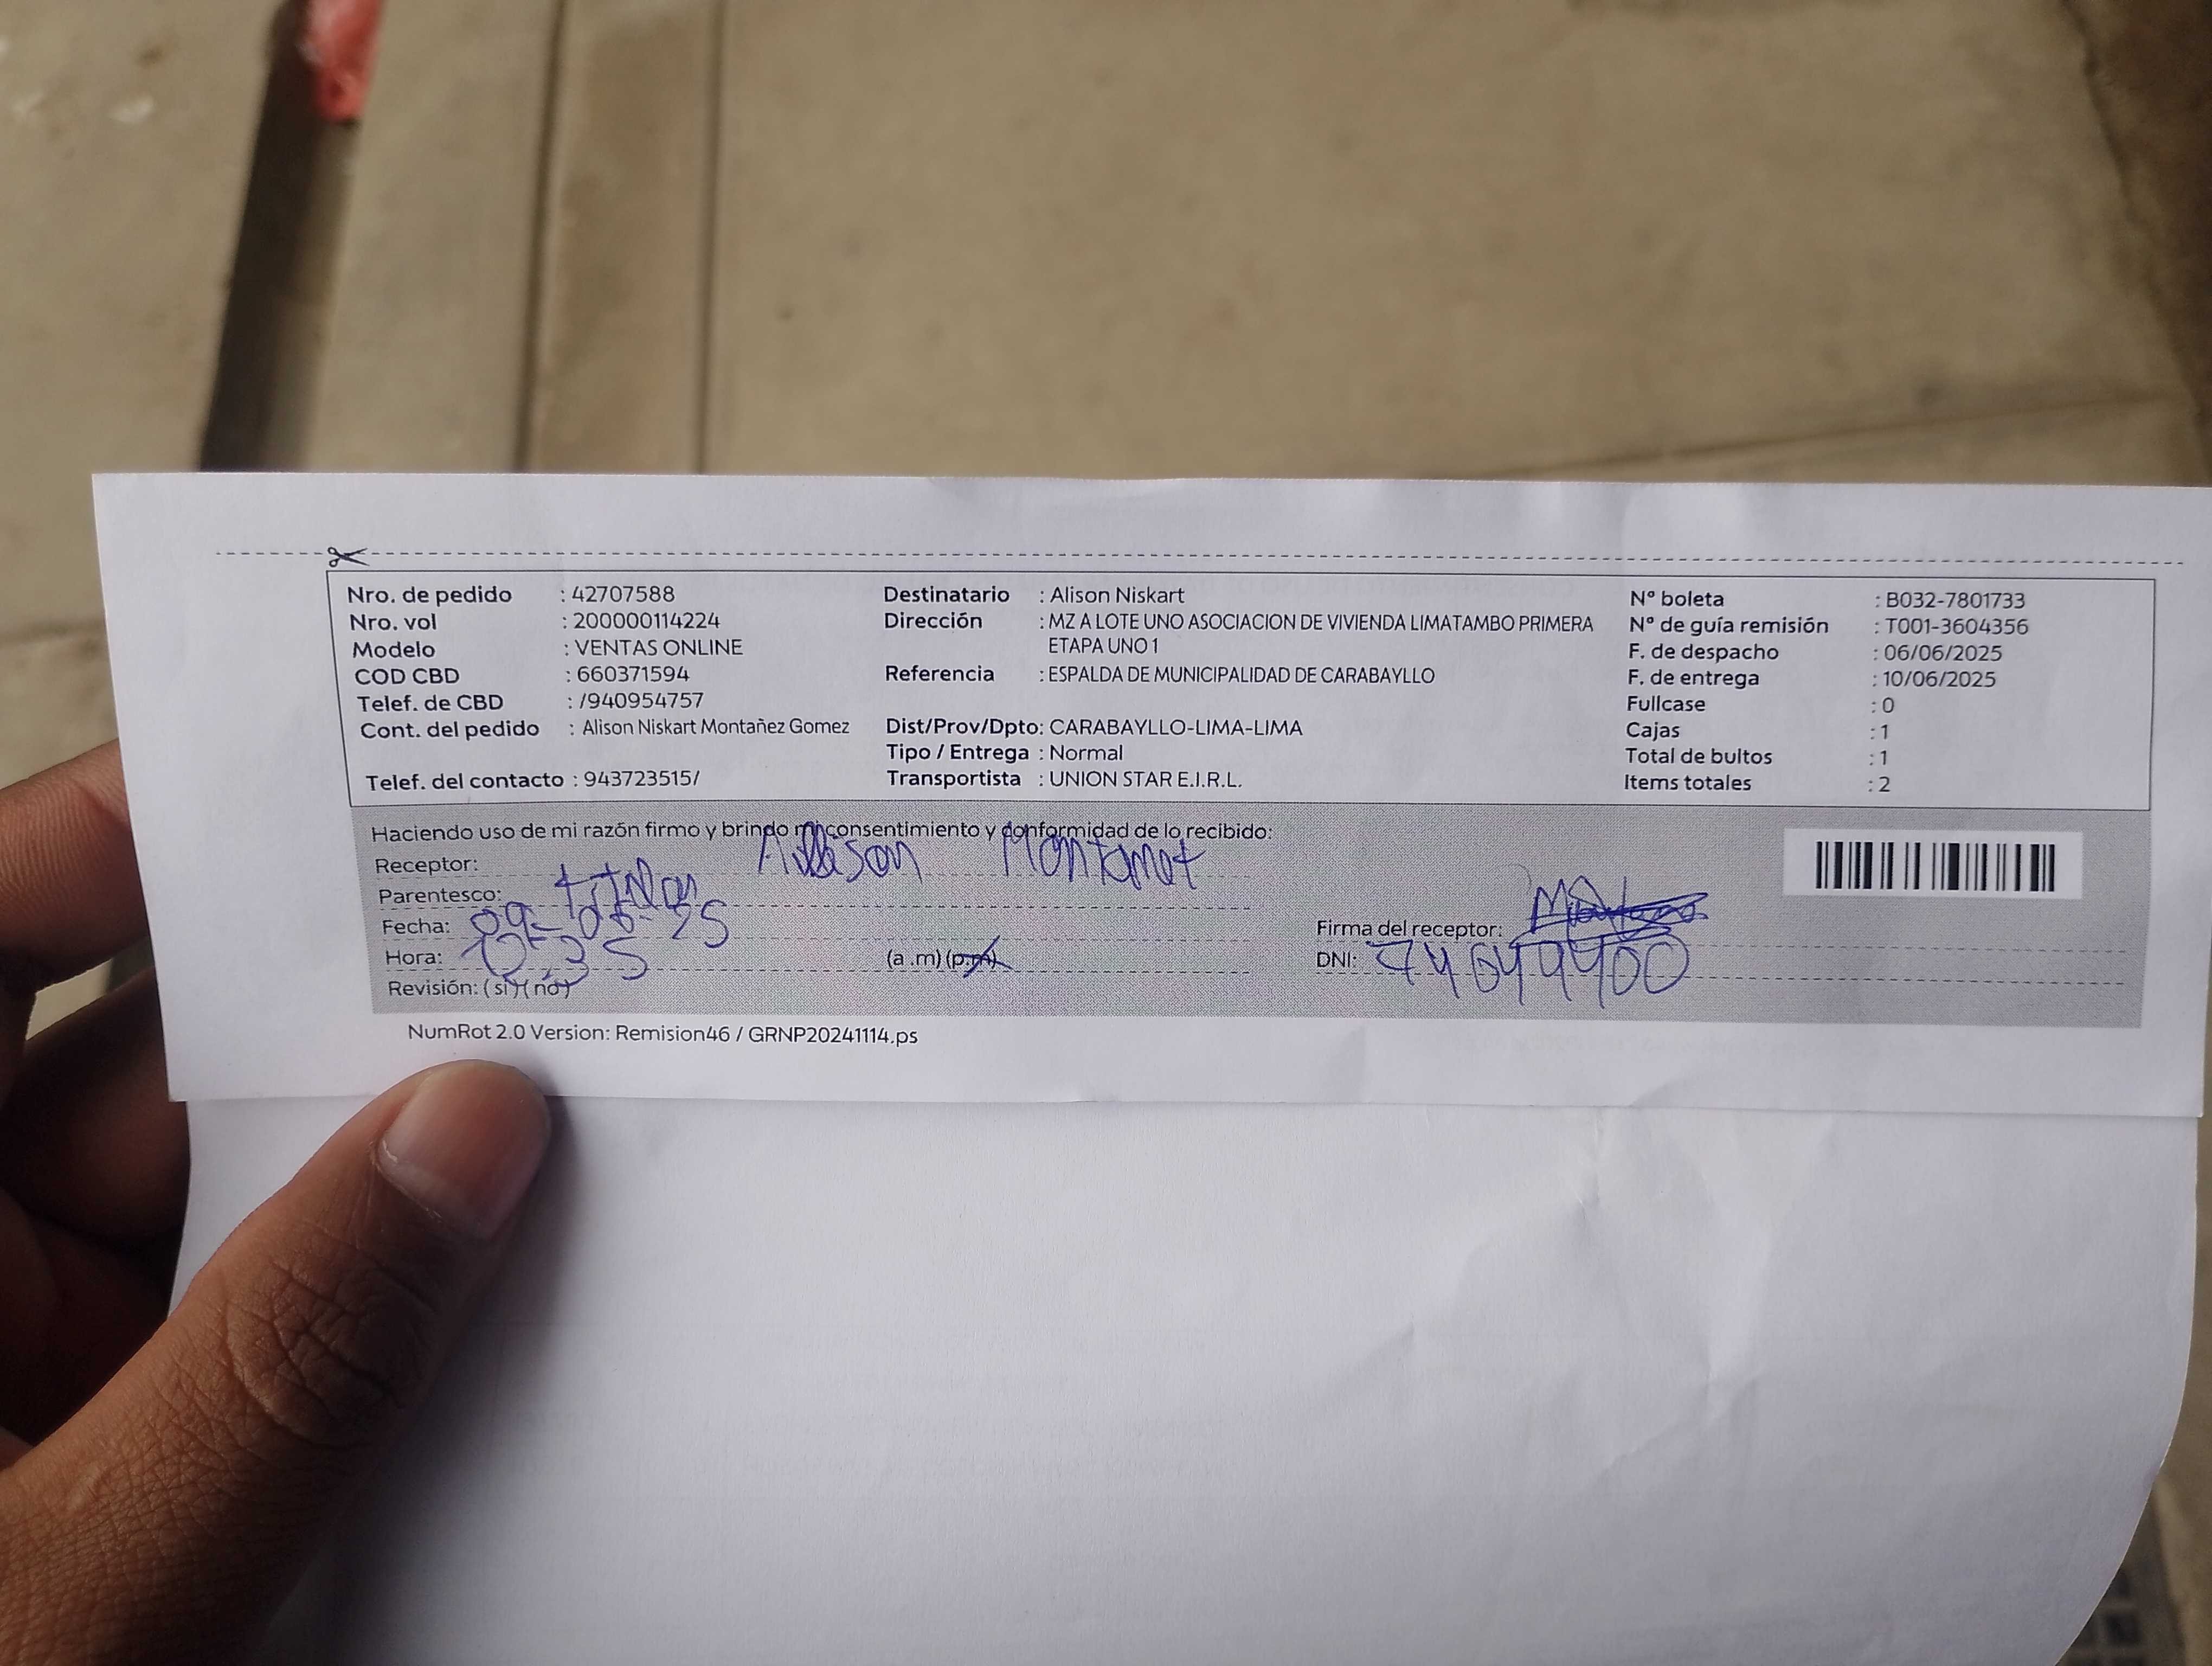 Nro. de pedido : 42707588
Nro. vol : 200000114224
Modelo : VENTAS ONLINE
COD CBD : 660371594
Telef. de CBD : /940954757
Cont. del pedido : Alison Niskart Montañez Gomez
Telef. del contacto : 943723515/
Destinatario : Alison Niskart
Dirección : MZ A LOTE UNO ASOCIACION DE VIVIENDA LIMATAMBO PRIMERA
ETAPA UNO 1
Referencia : ESPALDA DE MUNICIPALIDAD DE CARABAYLLO
Dist/Prov/Dpto: CARABAYLLO-LIMA-LIMA
Tipo / Entrega : Normal
Transportista : UNION STAR E.I.R.L.
Nº boleta : B032-7801733
Nº de guía remisión : T001-3604356
F. de despacho : 06/06/2025
F. de entrega : 10/06/2025
Fullcase : 0
Cajas : 1
Total de bultos : 1
Items totales : 2
Haciendo uso de mi razón firmo y brindo mi consentimiento y conformidad de lo recibido:
Receptor:
Parentesco: titular
Fecha: 09-06-25
Hora: 12:35 (a.m) (p.m)
Revisión: (si) (no)
Firma del receptor:
DNI:
NumRot 2.0 Version: Remision46 / GRNP20241114.ps